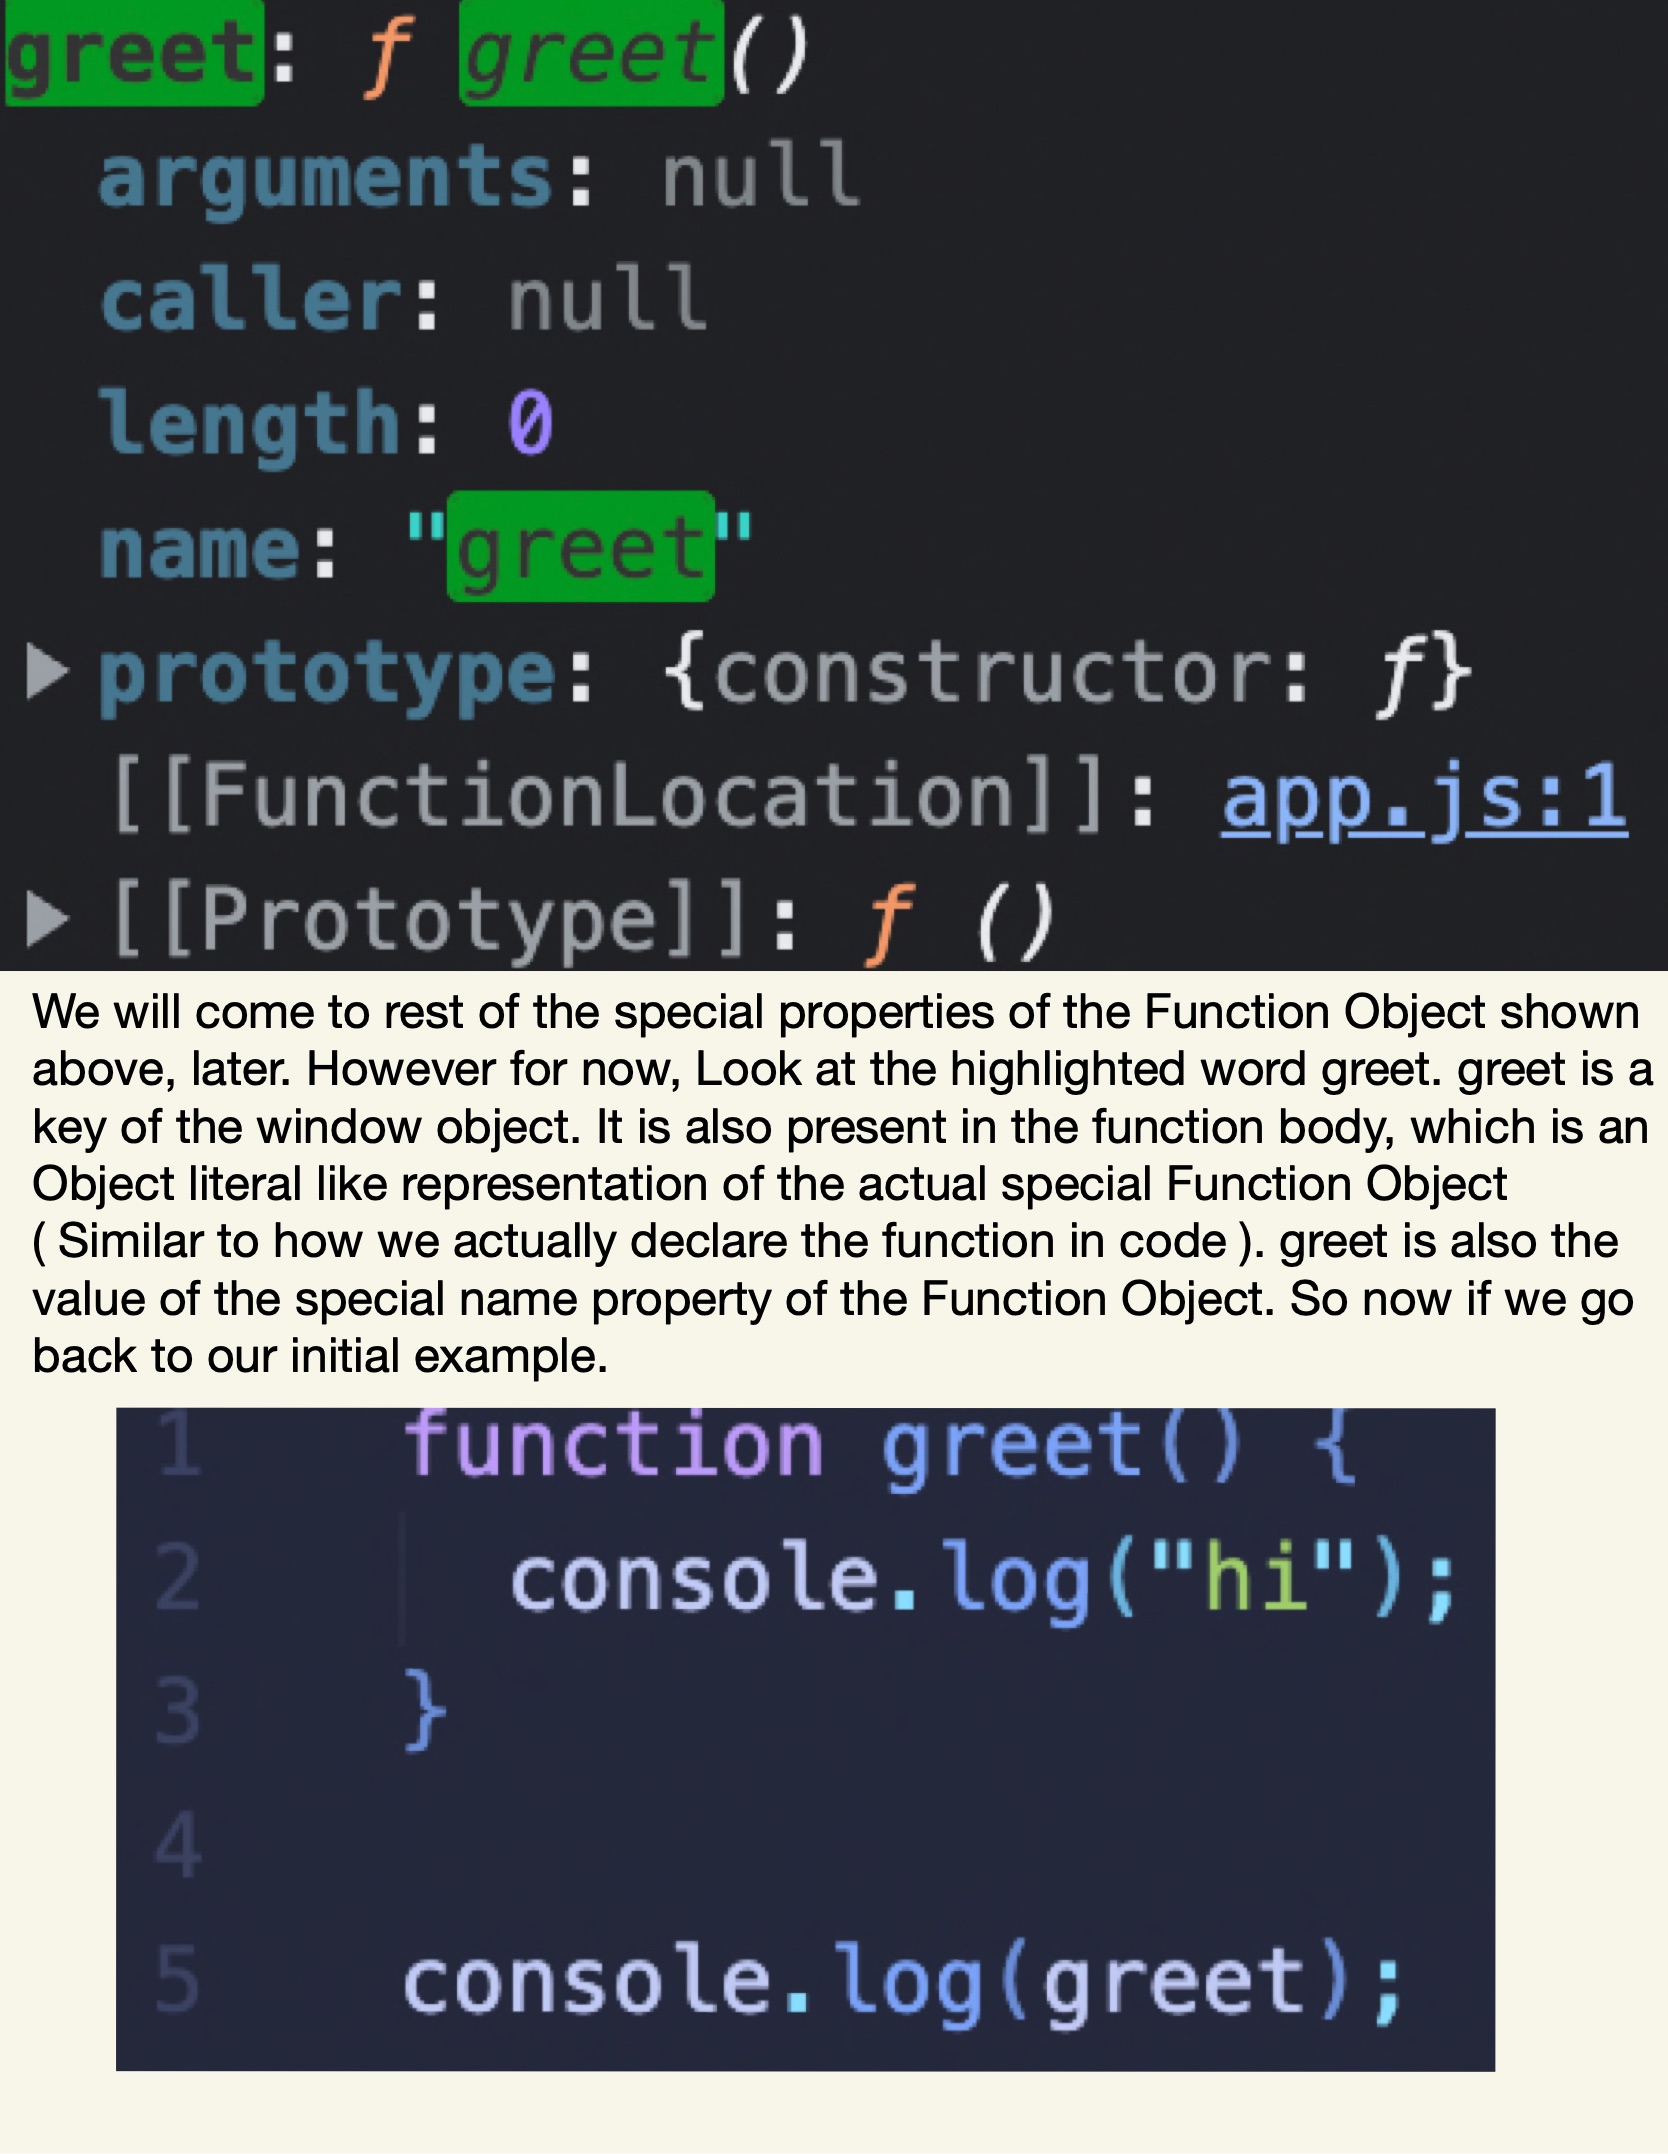 greet: ƒ greet()
arguments: null
caller: null
length: 0
name: "greet"
prototype: {constructor: ƒ}
[[FunctionLocation]]: app.js:1
[[Prototype]]: ƒ ()
We will come to rest of the special properties of the Function Object shown
above, later. However for now, Look at the highlighted word greet. greet is a
key of the window object. It is also present in the function body, which is an
Object literal like representation of the actual special Function Object
( Similar to how we actually declare the function in code ). greet is also the
value of the special name property of the Function Object. So now if we go
back to our initial example.
1 function greet() {
2 console.log("hi");
3 }
4
5 console.log(greet);